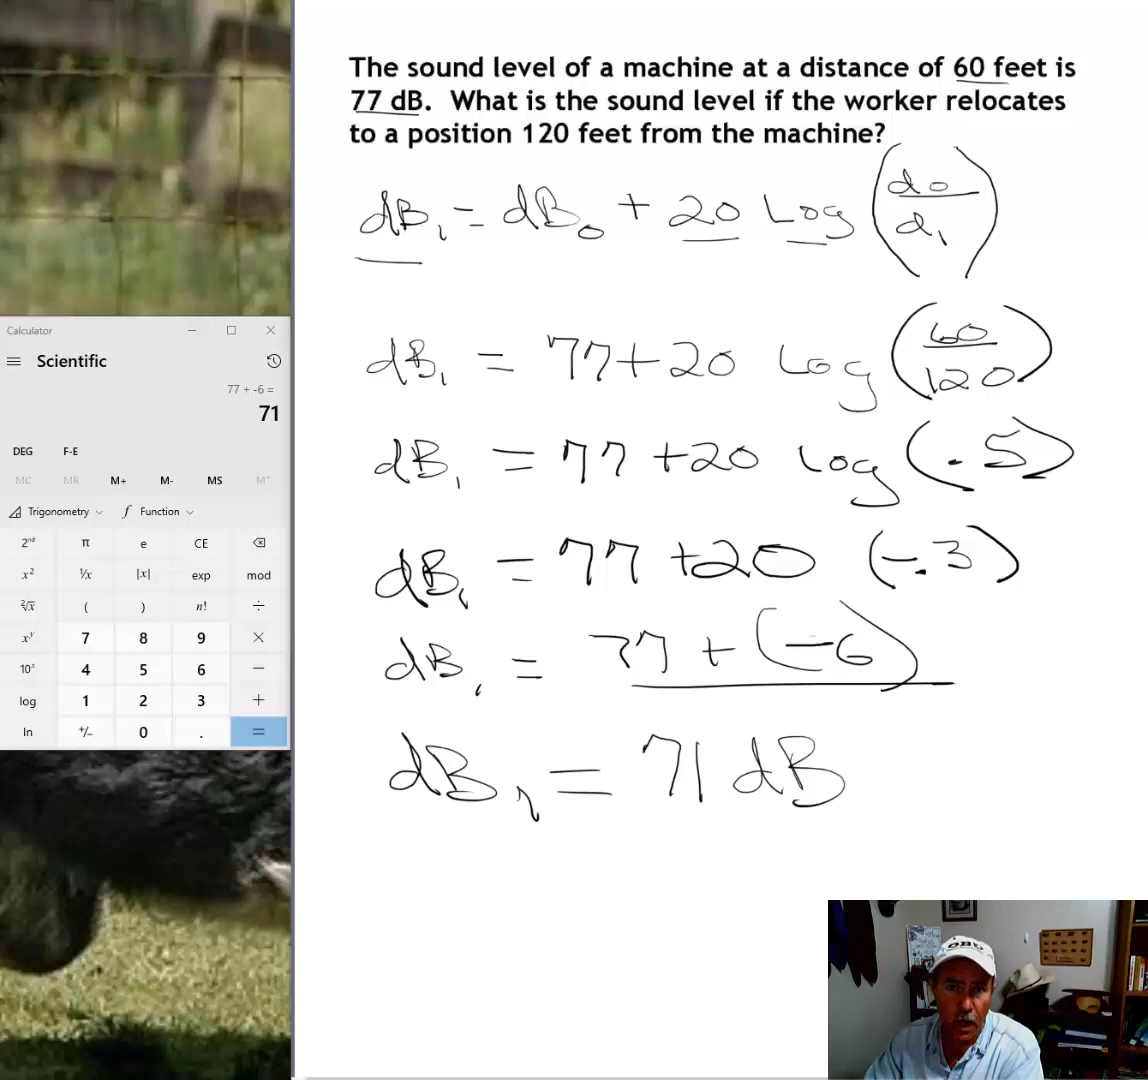 The sound level of a machine at a distance of 60 feet is
77 dB. What is the sound level if the worker relocates
to a position 120 feet from the machine?
dB₁ = dB₀ + 20 Log (d₀/d₁)
dB₁ = 77+20 Log (60/120)
dB₁ = 77 +20 log (.5)
dB₁ = 77 +20 (-.3)
dB₁ = 77 + (-6)
dB₁ = 71 dB
Calculator
Scientific
77 + -6 =
71
DEG F-E
MC MR M+ M- MS M˅
Trigonometry f Function
2ⁿᵈ π e CE
x² ¹/x |x| exp mod
²√x ( ) n! ÷
xʸ 7 8 9 ×
10ˣ 4 5 6 −
log 1 2 3 +
ln +/- 0 . =
OBU